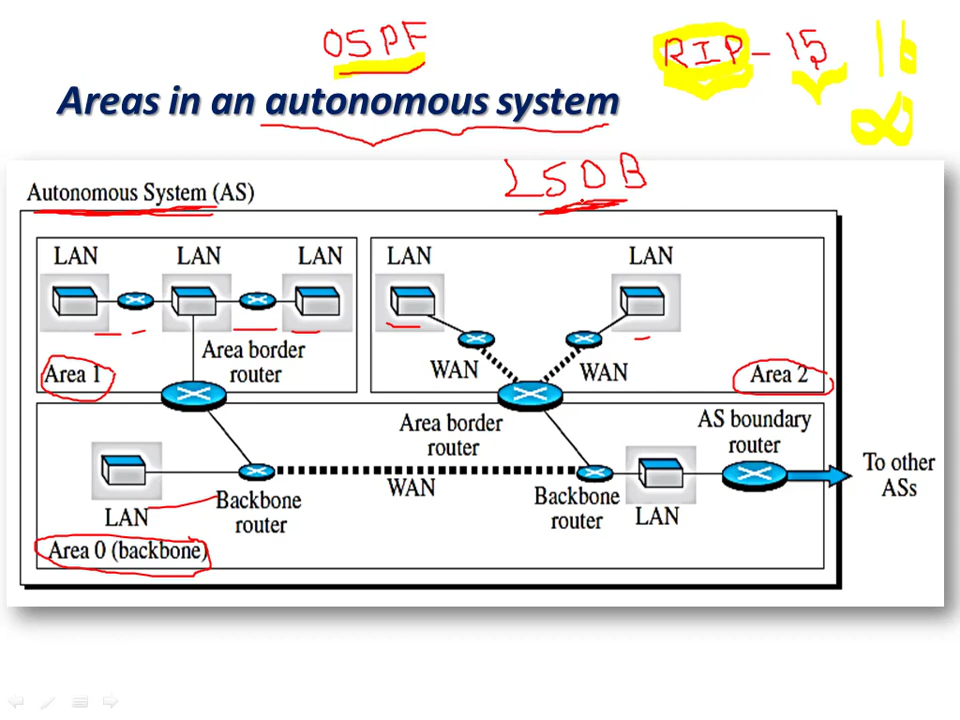 OSPF
RIP - 15 16
∞
Areas in an autonomous system
LSDB
Autonomous System (AS)
LAN LAN LAN
LAN LAN
Area border
router
Area 1
WAN WAN
Area 2
Area border
router
AS boundary
router
To other
ASs
WAN
LAN
Backbone
router
Backbone
router
LAN
Area 0 (backbone)